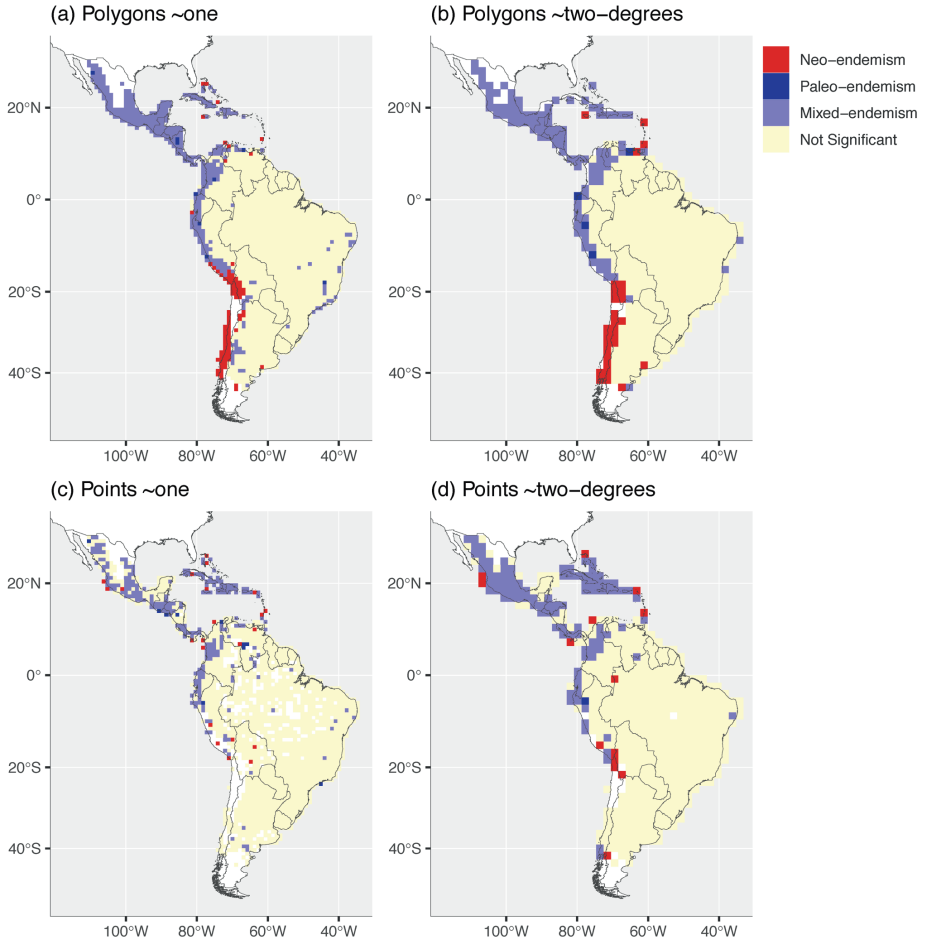 (a) Polygons ~one
(b) Polygons ~two−degrees
Neo−endemism
Paleo−endemism
Mixed−endemism
Not Significant
20°N
0°
20°S
40°S
100°W 80°W 60°W 40°W
20°N
0°
20°S
40°S
100°W 80°W 60°W 40°W
(c) Points ~one
(d) Points ~two−degrees
20°N
0°
20°S
40°S
100°W 80°W 60°W 40°W
20°N
0°
20°S
40°S
100°W 80°W 60°W 40°W